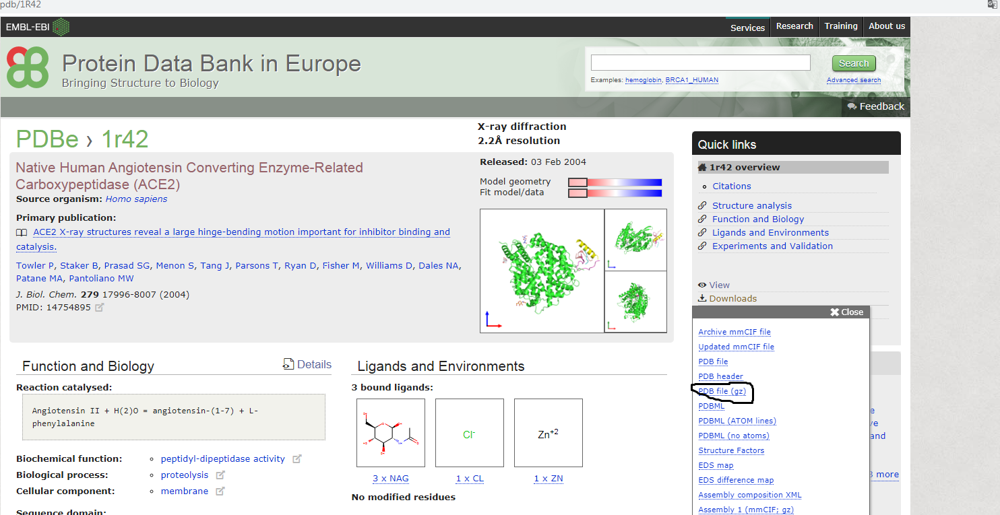 pdb/1R42
EMBL-EBI
Services
Research
Training
About us
Protein Data Bank in Europe
Bringing Structure to Biology
Search
Examples: hemoglobin, BRCA1_HUMAN
Advanced search
Feedback
PDBe › 1r42
Native Human Angiotensin Converting Enzyme-Related
Carboxypeptidase (ACE2)
Source organism: Homo sapiens
Primary publication:
ACE2 X-ray structures reveal a large hinge-bending motion important for inhibitor binding and
catalysis.
Towler P, Staker B, Prasad SG, Menon S, Tang J, Parsons T, Ryan D, Fisher M, Williams D, Dales NA,
Patane MA, Pantoliano MW
J. Biol. Chem. 279 17996-8007 (2004)
PMID: 14754895
X-ray diffraction
2.2Å resolution
Released: 03 Feb 2004
Model geometry
Fit model/data
Function and Biology
Details
Reaction catalysed:
Angiotensin II + H(2)O = angiotensin-(1-7) + L-
phenylalanine
Biochemical function:
peptidyl-dipeptidase activity
Biological process:
proteolysis
Cellular component:
membrane
Sequence domain:
Ligands and Environments
3 bound ligands:
Cl-
Zn+2
3 x NAG
1 x CL
1 x ZN
No modified residues
Quick links
1r42 overview
Citations
Structure analysis
Function and Biology
Ligands and Environments
Experiments and Validation
View
Downloads
Close
Archive mmCIF file
Updated mmCIF file
PDB file
PDB header
PDB file (gz)
PDBML
PDBML (ATOM lines)
PDBML (no atoms)
Structure Factors
EDS map
EDS difference map
Assembly composition XML
Assembly 1 (mmCIF; gz)
and
more